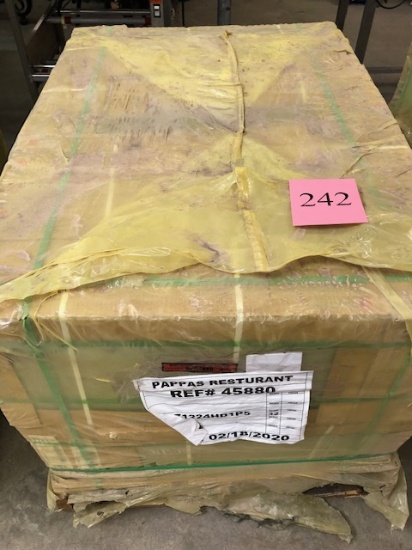 242
PAPPAS RESTURANT
REF# 45880
02/18/2020